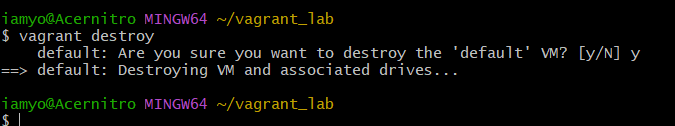 iamyo@Acernitro MINGW64 ~/vagrant_lab
$ vagrant destroy
    default: Are you sure you want to destroy the 'default' VM? [y/N] y
==> default: Destroying VM and associated drives...
iamyo@Acernitro MINGW64 ~/vagrant_lab
$